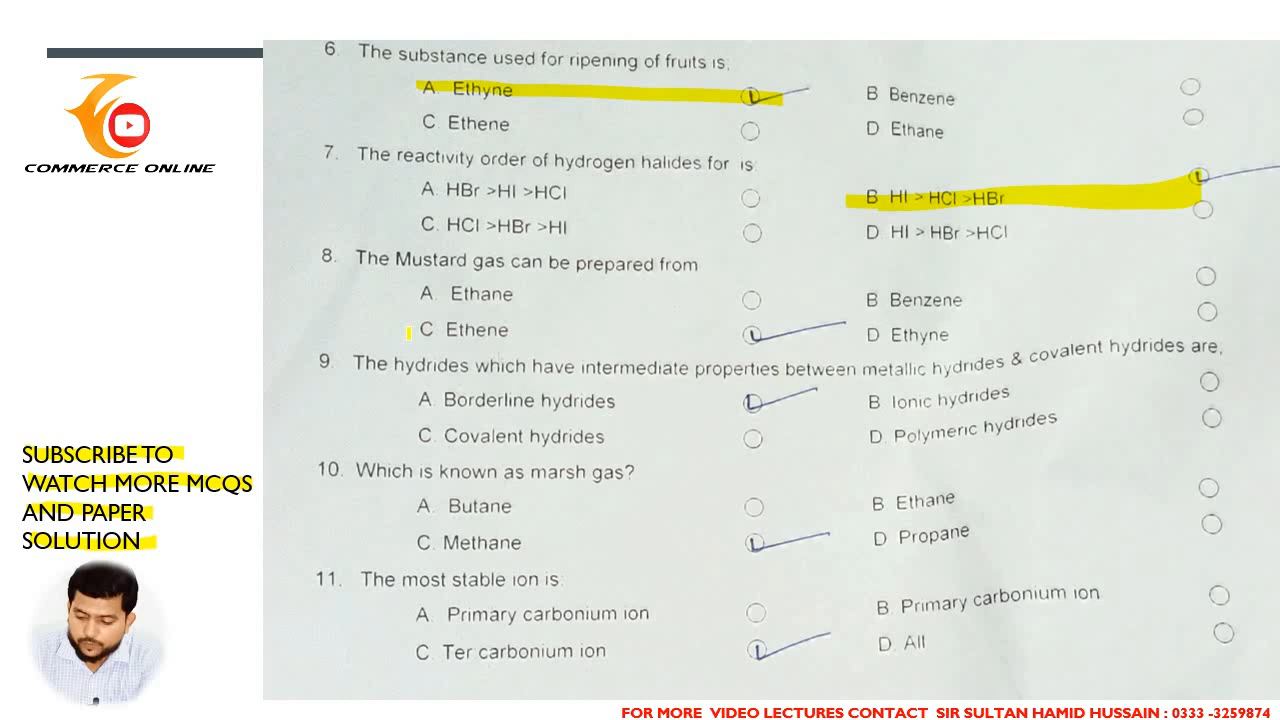 COMMERCE ONLINE
SUBSCRIBE TO
WATCH MORE MCQS
AND PAPER
SOLUTION
6. The substance used for ripening of fruits is;
A. Ethyne B Benzene
C. Ethene D Ethane
7. The reactivity order of hydrogen halides for is:
A. HBr >HI >HCl B HI > HCl >HBr
C. HCl >HBr >HI D HI > HBr >HCl
8. The Mustard gas can be prepared from
A. Ethane B Benzene
C Ethene D Ethyne
9. The hydrides which have intermediate properties between metallic hydrides & covalent hydrides are,
A. Borderline hydrides B Ionic hydrides
C. Covalent hydrides D. Polymeric hydrides
10. Which is known as marsh gas?
A. Butane B Ethane
C. Methane D Propane
11. The most stable ion is:
A. Primary carbonium ion B. Primary carbonium ion
C. Ter carbonium ion D. All
FOR MORE VIDEO LECTURES CONTACT SIR SULTAN HAMID HUSSAIN : 0333 -3259874